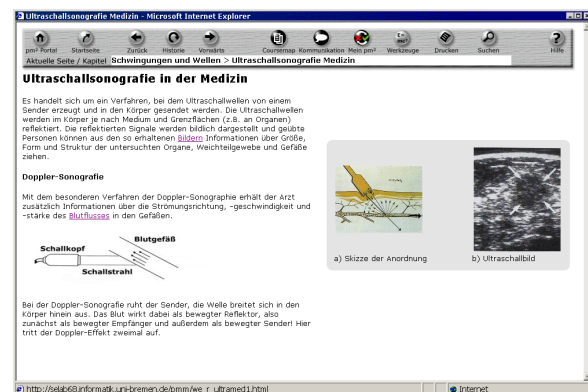 Ultraschallsonografie Medizin - Microsoft Internet Explorer
pm² Portal Startseite Zurück Historie Vorwärts Coursemap Kommunikation Mein pm² Werkzeuge Drucken Suchen Hilfe
Aktuelle Seite / Kapitel Schwingungen und Wellen > Ultraschallsonografie Medizin
Ultraschallsonografie in der Medizin
Es handelt sich um ein Verfahren, bei dem Ultraschallwellen von einem
Sender erzeugt und in den Körper gesendet werden. Die Ultraschallwellen
werden im Körper je nach Medium und Grenzflächen (z.B. an Organen)
reflektiert. Die reflektierten Signale werden bildlich dargestellt und geübte
Personen können aus den so erhaltenen Bildern Informationen über Größe,
Form und Struktur der untersuchten Organe, Weichteilgewebe und Gefäße
ziehen.
Doppler-Sonografie
Mit dem besonderen Verfahren der Doppler-Sonographie erhält der Arzt
zusätzlich Informationen über die Strömungsrichtung, -geschwindigkeit und
-stärke des Blutflusses in den Gefäßen.
Blutgefäß
Schallkopf
Schallstrahl
a) Skizze der Anordnung
b) Ultraschallbild
Bei der Doppler-Sonografie ruht der Sender, die Welle breitet sich in den
Körper hinein aus. Das Blut wirkt dabei als bewegter Reflektor, also
zunächst als bewegter Empfänger und außerdem als bewegter Sender! Hier
tritt der Doppler-Effekt zweimal auf.
http://selab68.informatik.uni-bremen.de/pmm/we_r_ultramed1.html
Internet